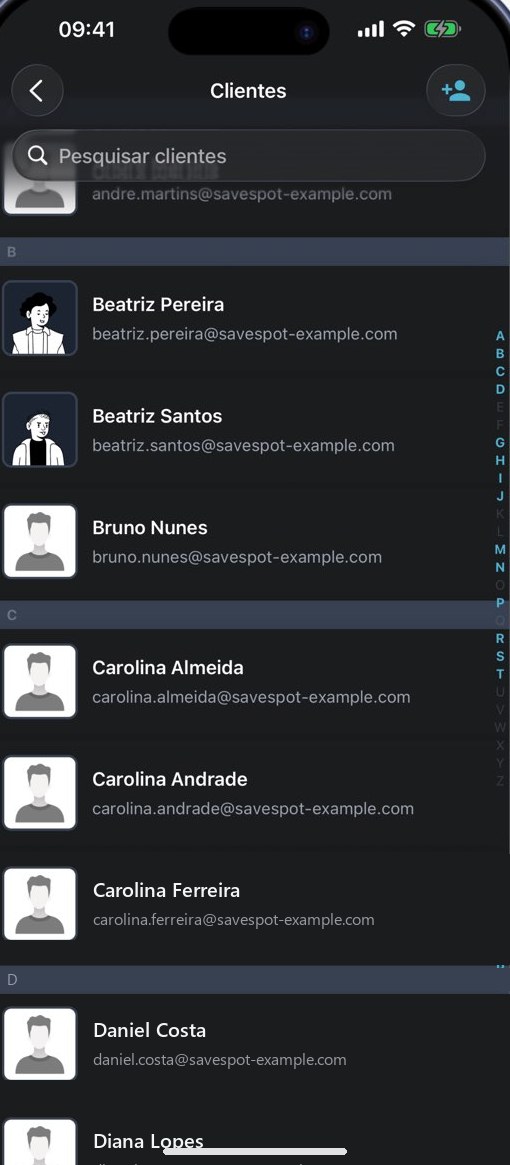 09:41
Clientes
Pesquisar clientes
andre.martins@savespot-example.com
B
Beatriz Pereira
beatriz.pereira@savespot-example.com
Beatriz Santos
beatriz.santos@savespot-example.com
Bruno Nunes
bruno.nunes@savespot-example.com
C
Carolina Almeida
carolina.almeida@savespot-example.com
Carolina Andrade
carolina.andrade@savespot-example.com
Carolina Ferreira
carolina.ferreira@savespot-example.com
D
Daniel Costa
daniel.costa@savespot-example.com
Diana Lopes
A
B
C
D
E
F
G
H
I
J
K
L
M
N
O
P
Q
R
S
T
U
V
W
X
Y
Z